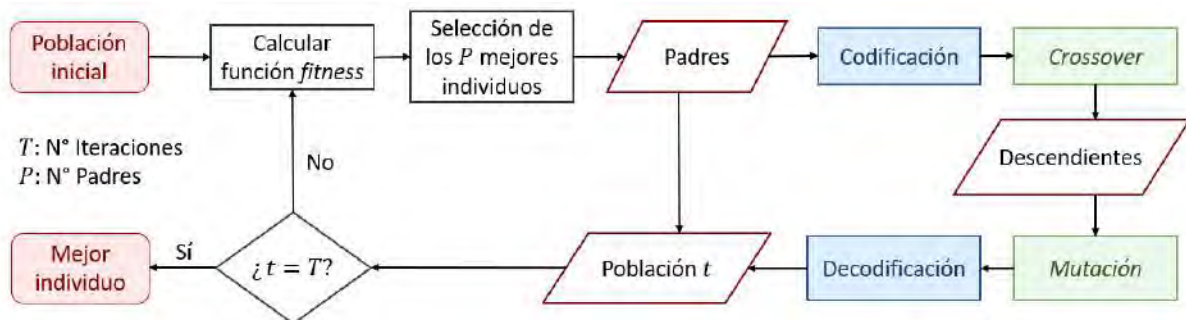 Población
inicial
Calcular
función fitness
Selección de
los P mejores
individuos
Padres
Codificación
Crossover
T: N° Iteraciones
P: N° Padres
No
Descendientes
Mejor
individuo
Sí
¿t = T?
Población t
Decodificación
Mutación